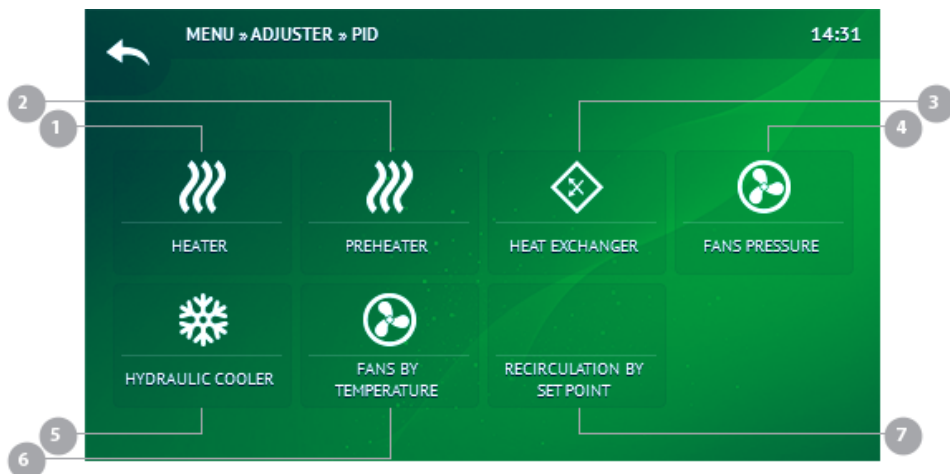 MENU » ADJUSTER » PID 14:31
2
3
1
4
HEATER PREHEATER HEAT EXCHANGER FANS PRESSURE
HYDRAULIC COOLER
FANS BY
TEMPERATURE
RECIRCULATION BY
SET POINT
5
7
6